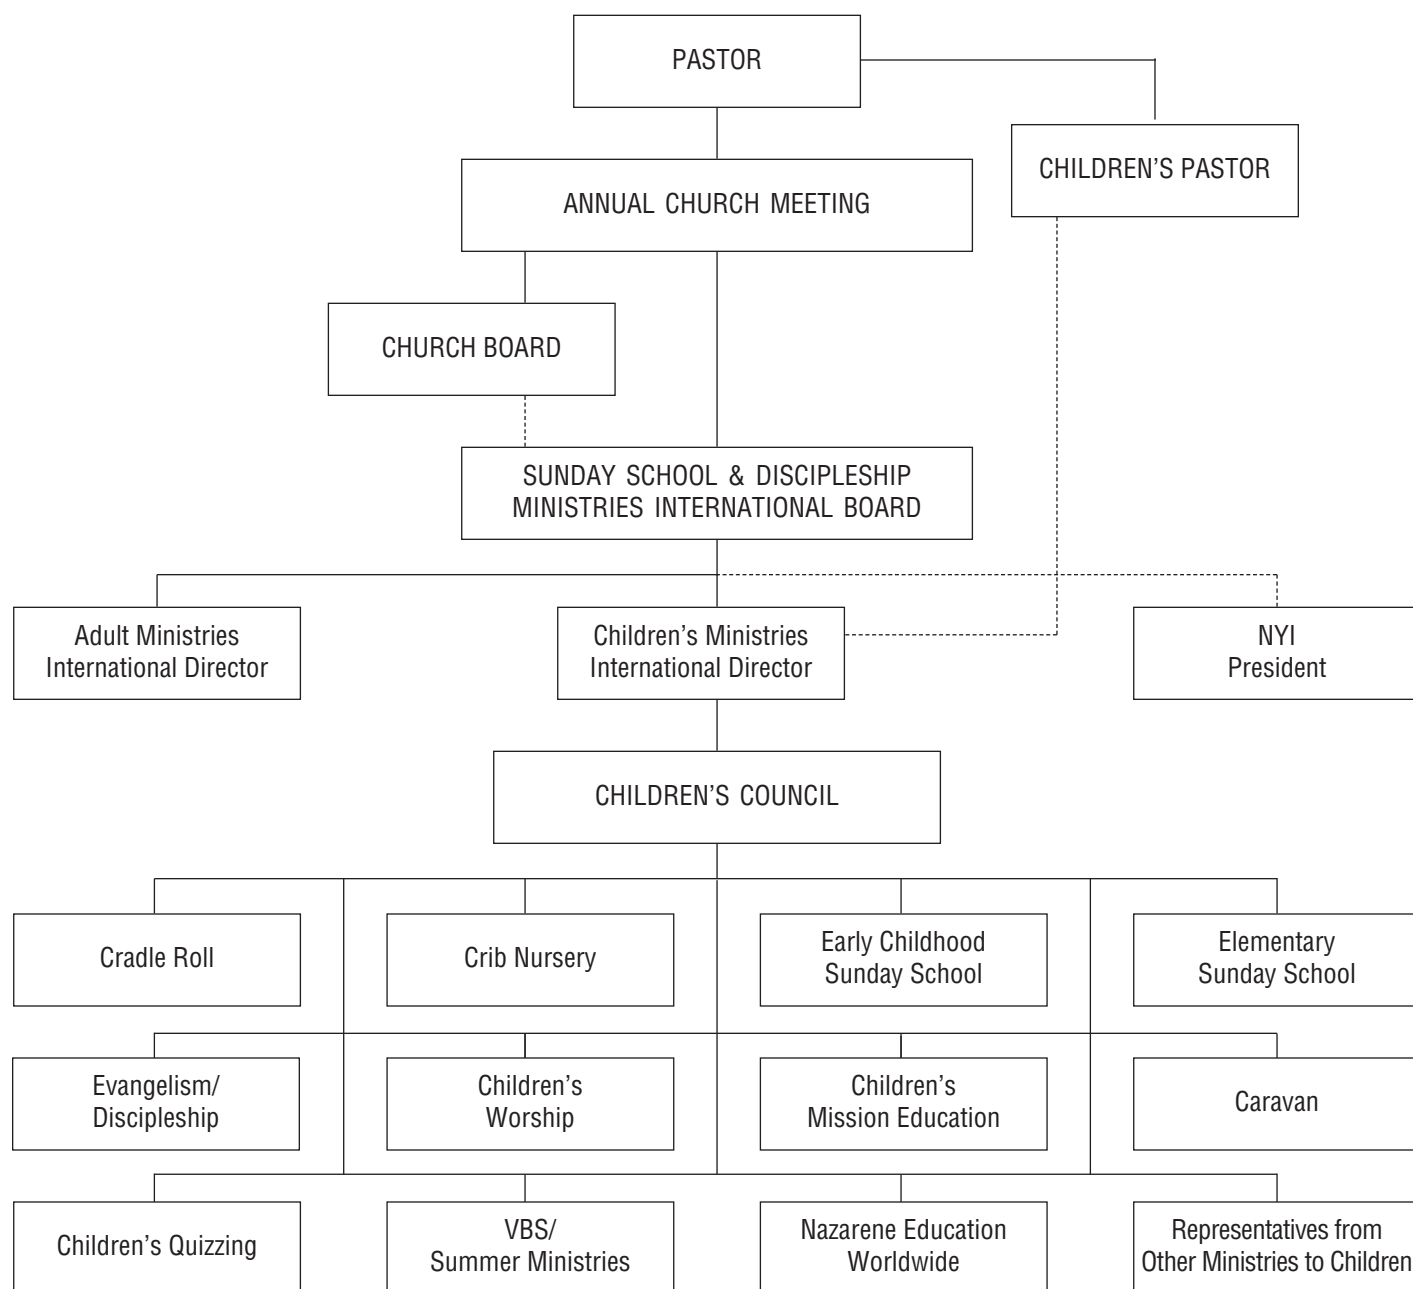 PASTOR
CHILDREN’S PASTOR
ANNUAL CHURCH MEETING
CHURCH BOARD
SUNDAY SCHOOL & DISCIPLESHIP
MINISTRIES INTERNATIONAL BOARD
Adult Ministries
International Director
Children’s Ministries
International Director
NYI
President
CHILDREN’S COUNCIL
Cradle Roll
Crib Nursery
Early Childhood
Sunday School
Elementary
Sunday School
Evangelism/
Discipleship
Children’s
Worship
Children’s
Mission Education
Caravan
Children’s Quizzing
VBS/
Summer Ministries
Nazarene Education
Worldwide
Representatives from
Other Ministries to Children